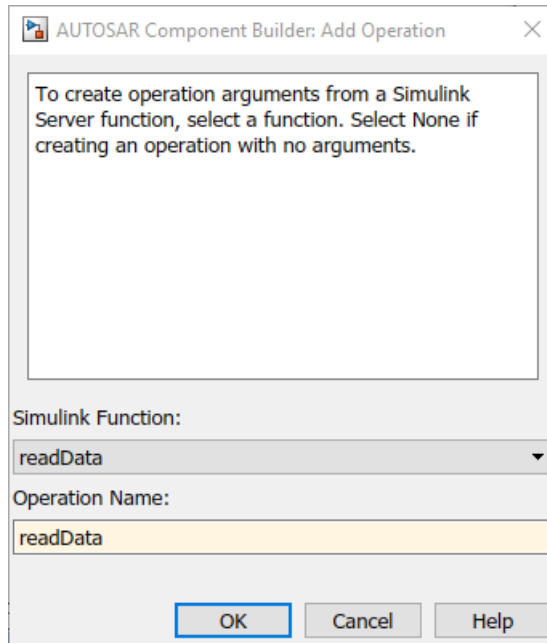 AUTOSAR Component Builder: Add Operation
To create operation arguments from a Simulink
Server function, select a function. Select None if
creating an operation with no arguments.
Simulink Function:
readData
Operation Name:
readData
OK Cancel Help